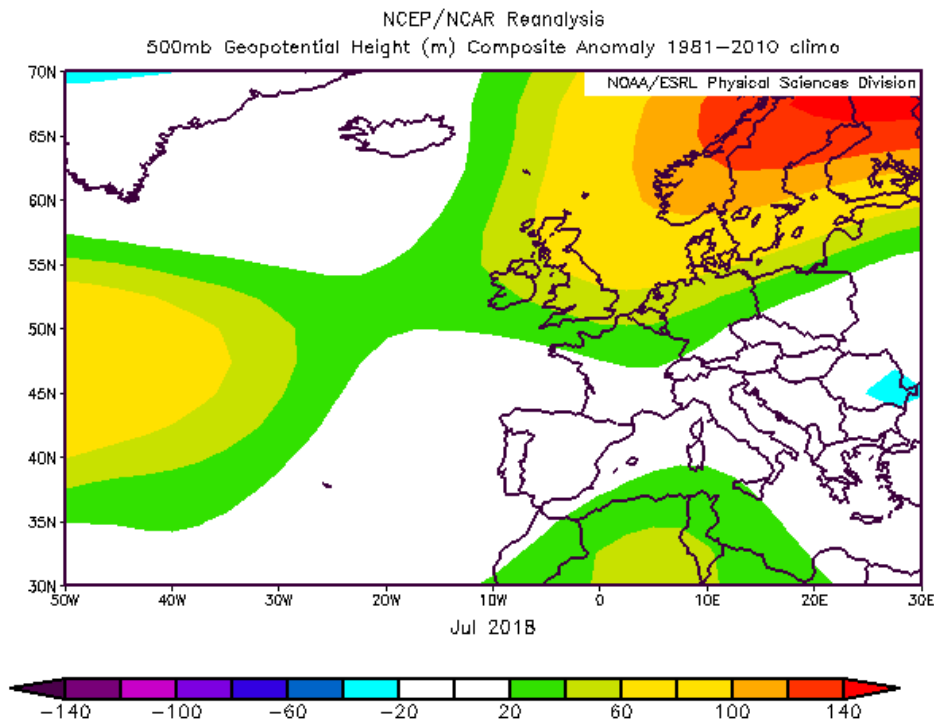 NCEP/NCAR Reanalysis
500mb Geopotential Height (m) Composite Anomaly 1981−2010 climo
NOAA/ESRL Physical Sciences Division
70N
65N
60N
55N
50N
45N
40N
35N
30N
50W 40W 30W 20W 10W 0 10E 20E 30E
Jul 2018
−140 −100 −60 −20 20 60 100 140